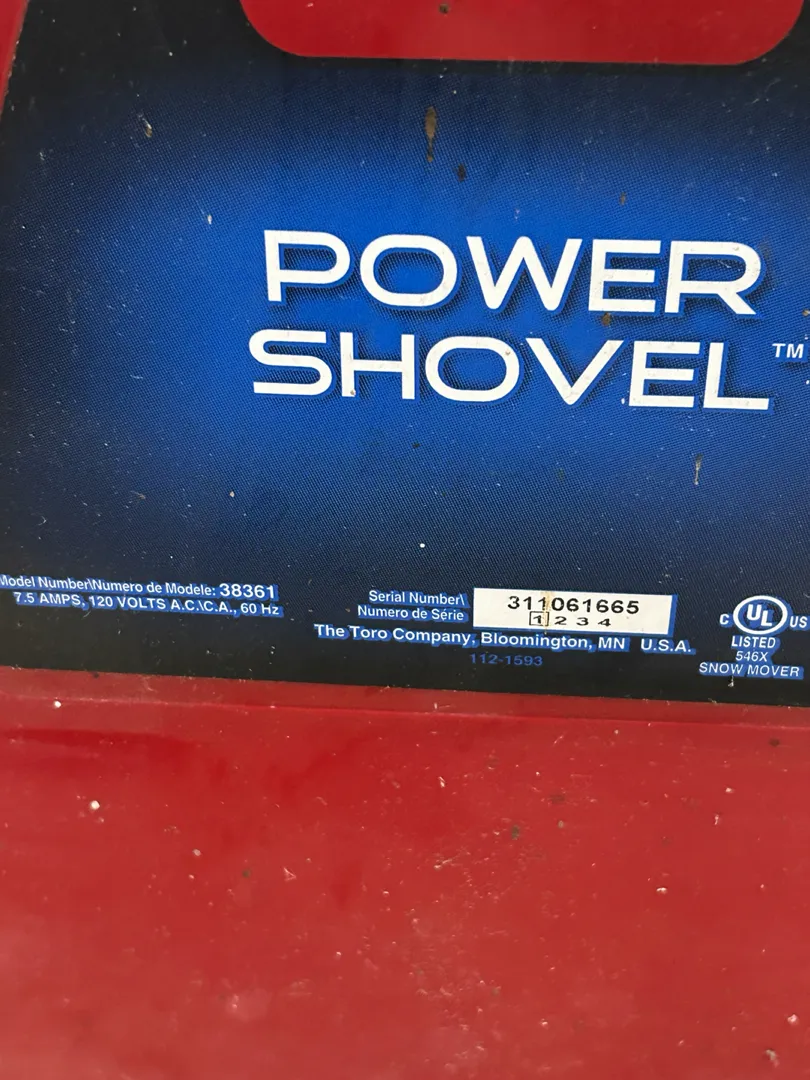 POWER
SHOVEL™
Model Number\Numero de Modele: 38361
7.5 AMPS, 120 VOLTS A.C.\C.A., 60 Hz
Serial Number\
Numero de Série
311061665
1 2 3 4
The Toro Company, Bloomington, MN U.S.A.
112-1593
C UL US
LISTED
546X
SNOW MOVER